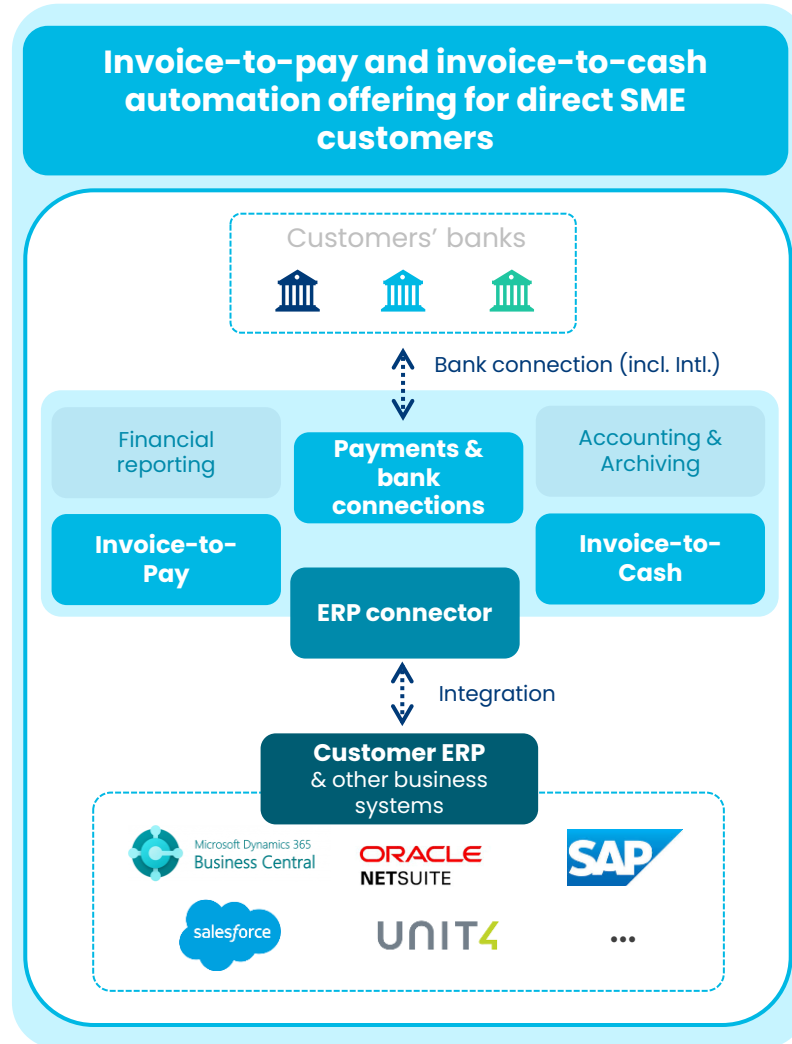 Invoice-to-pay and invoice-to-cash
automation offering for direct SME
customers
Customers’ banks
Bank connection (incl. Intl.)
Financial
reporting
Payments &
bank
connections
Accounting &
Archiving
Invoice-to-
Pay
Invoice-to-
Cash
ERP connector
Integration
Customer ERP
& other business
systems
Microsoft Dynamics 365
Business Central
ORACLE
NETSUITE
SAP
salesforce
UNIT4
...